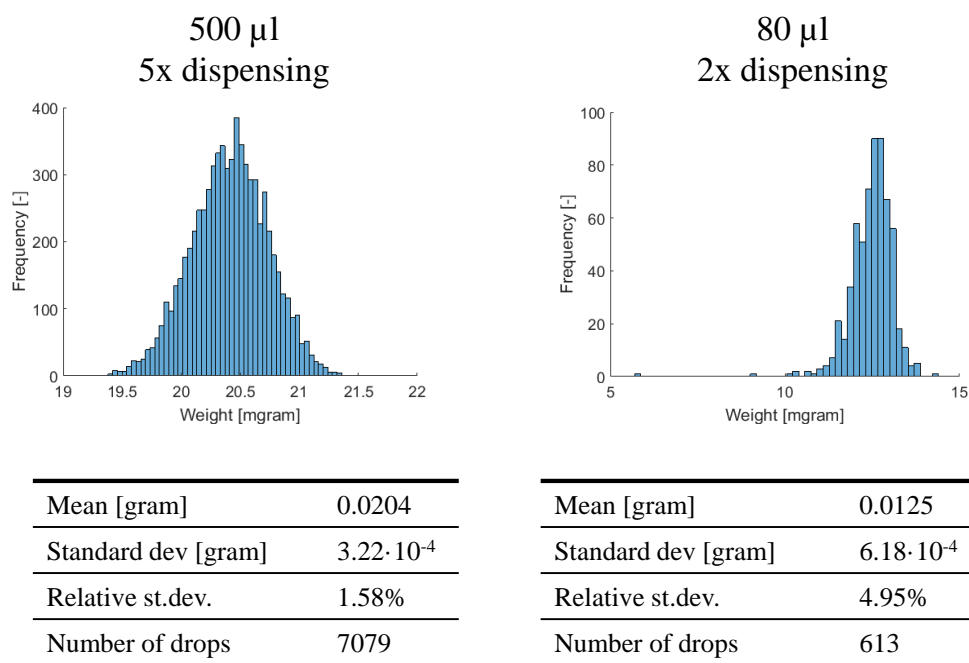 500 µl
5x dispensing
400
300
200
100
0
Frequency [-]
19 19.5 20 20.5 21 21.5 22
Weight [mgram]
Mean [gram] 0.0204
Standard dev [gram] 3.22·10-4
Relative st.dev. 1.58%
Number of drops 7079
80 µl
2x dispensing
100
80
60
40
20
0
Frequency [-]
5 10 15
Weight [mgram]
Mean [gram] 0.0125
Standard dev [gram] 6.18·10-4
Relative st.dev. 4.95%
Number of drops 613